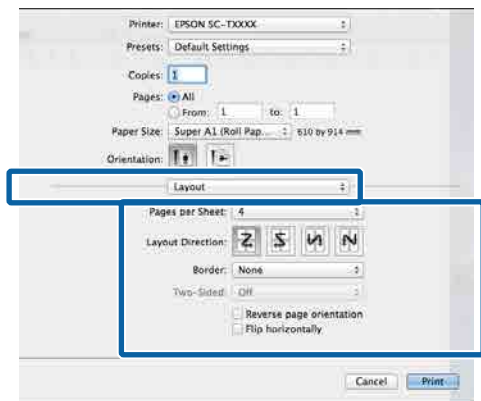 Printer: EPSON SC-TXXXX
Presets: Default Settings
Copies: 1
Pages: All
From: 1 to: 1
Paper Size: Super A1 (Roll Pap... 610 by 914 mm
Orientation:
Layout
Pages per Sheet: 4
Layout Direction:
Border: None
Two-Sided: Off
Reverse page orientation
Flip horizontally
Cancel Print